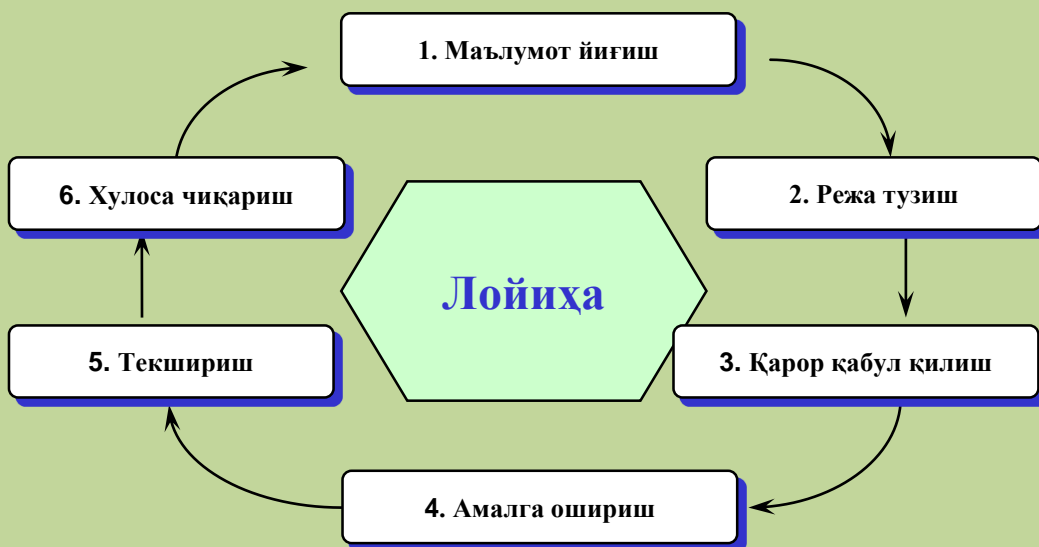 1. Маълумот йиғиш
6. Хулоса чиқариш
2. Режа тузиш
Лойиҳа
5. Текшириш
3. Қарор қабул қилиш
4. Амалга ошириш